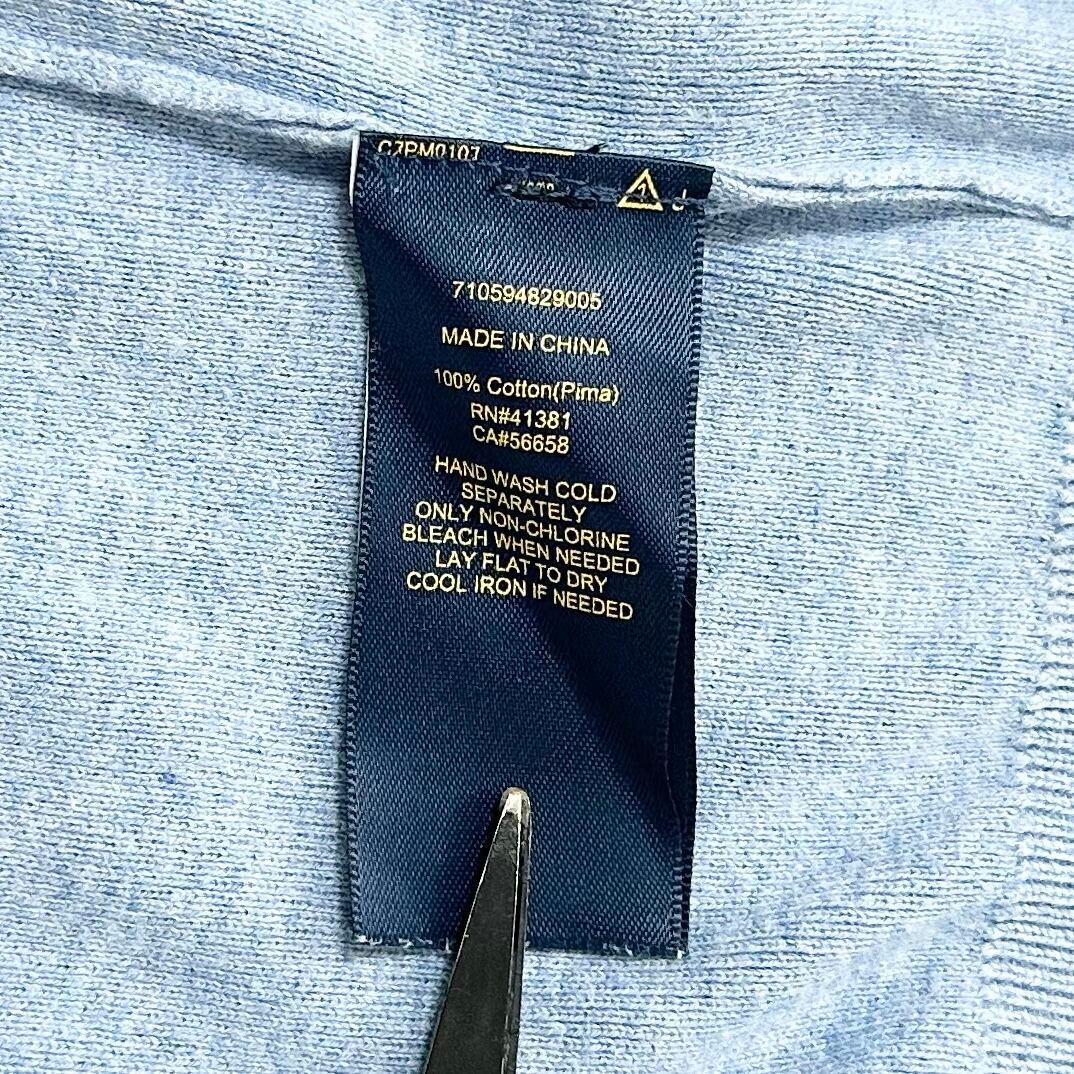 C7PM0107
J
710594829005
MADE IN CHINA
100% Cotton(Pima)
RN#41381
CA#56658
HAND WASH COLD
SEPARATELY
ONLY NON-CHLORINE
BLEACH WHEN NEEDED
LAY FLAT TO DRY
COOL IRON IF NEEDED